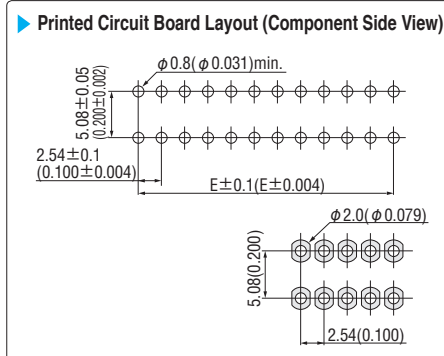 Printed Circuit Board Layout (Component Side View)
φ0.8(φ0.031)min.
5.08±0.05
(0.200±0.002)
2.54±0.1
(0.100±0.004)
E±0.1(E±0.004)
φ2.0(φ0.079)
5.08(0.200)
2.54(0.100)